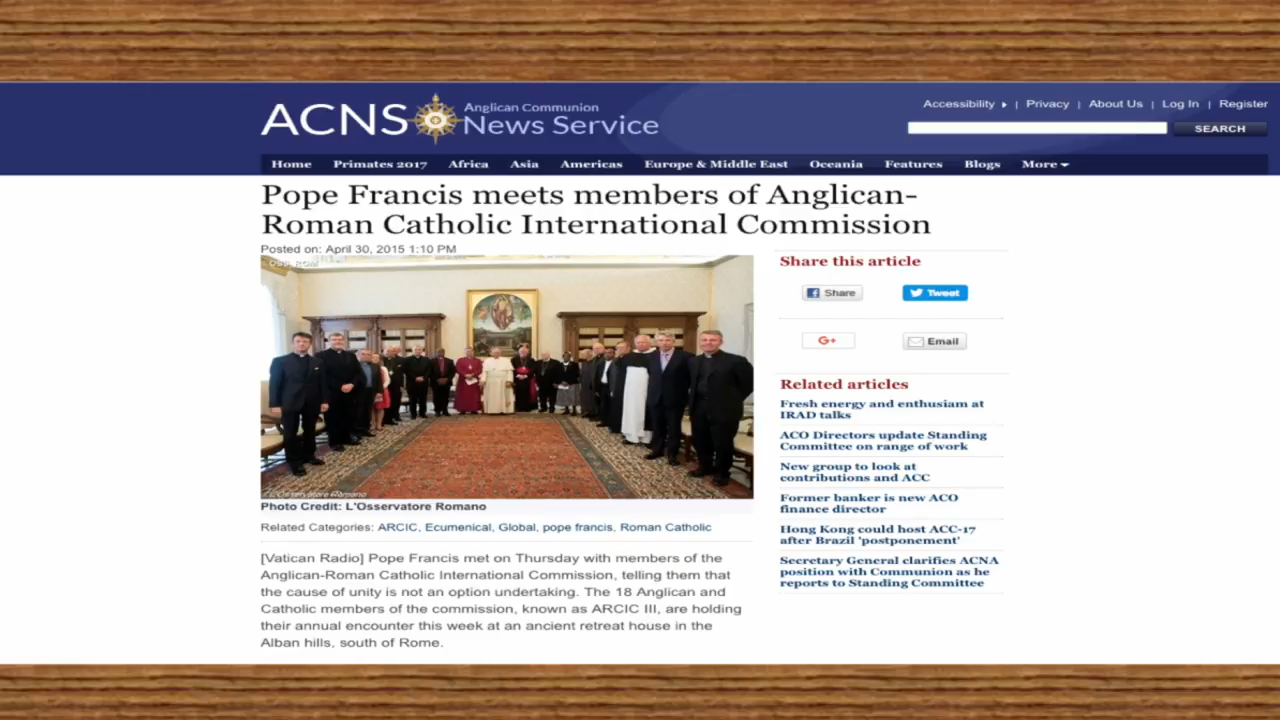 ACNS Anglican Communion News Service
Accessibility | Privacy | About Us | Log In | Register
SEARCH
Home Primates 2017 Africa Asia Americas Europe & Middle East Oceania Features Blogs More
Pope Francis meets members of Anglican-
Roman Catholic International Commission
Posted on: April 30, 2015 1:10 PM
L'Osservatore Romano
Photo Credit: L'Osservatore Romano
Related Categories: ARCIC, Ecumenical, Global, pope francis, Roman Catholic
[Vatican Radio] Pope Francis met on Thursday with members of the
Anglican-Roman Catholic International Commission, telling them that
the cause of unity is not an option undertaking. The 18 Anglican and
Catholic members of the commission, known as ARCIC III, are holding
their annual encounter this week at an ancient retreat house in the
Alban hills, south of Rome.
Share this article
Share
Tweet
G+
Email
Related articles
Fresh energy and enthusiam at
IRAD talks
ACO Directors update Standing
Committee on range of work
New group to look at
contributions and ACC
Former banker is new ACO
finance director
Hong Kong could host ACC-17
after Brazil 'postponement'
Secretary General clarifies ACNA
position with Communion as he
reports to Standing Committee